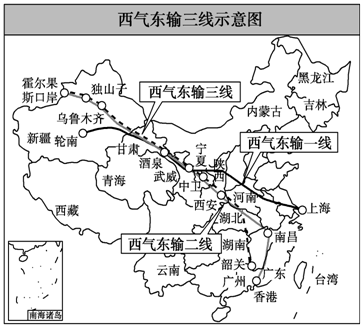 西气东输三线示意图
霍尔果
斯口岸
独山子
乌鲁木齐
新疆
轮南
西气东输三线
黑龙江
吉林
内蒙古
西气东输一线
甘肃
酒泉
武威
宁
夏
陕
西
中卫
青海
西安
河南
湖北
上海
西藏
西气东输二线
湖南
南昌
云南
韶关
广州
广东
香港
台湾
南海诸岛